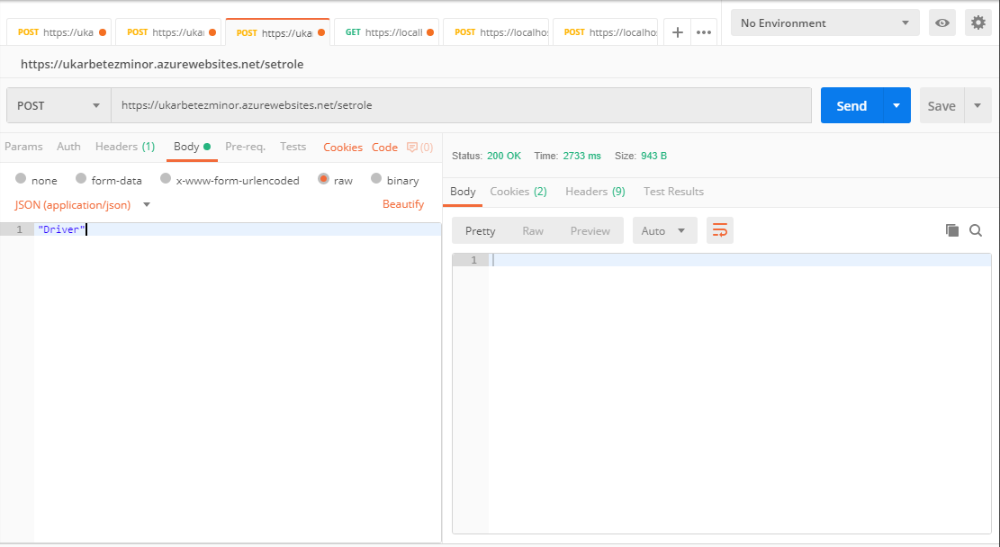 POST https://uka POST https://ukar POST https://uka GET https://locall POST https://localhos POST https://localhos + ••• No Environment
https://ukarbetezminor.azurewebsites.net/setrole
POST https://ukarbetezminor.azurewebsites.net/setrole Send Save
Params Auth Headers (1) Body Pre-req. Tests Cookies Code (0)
Status: 200 OK Time: 2733 ms Size: 943 B
none form-data x-www-form-urlencoded raw binary
Body Cookies (2) Headers (9) Test Results
JSON (application/json) Beautify
Pretty Raw Preview Auto
1 "Driver"
1